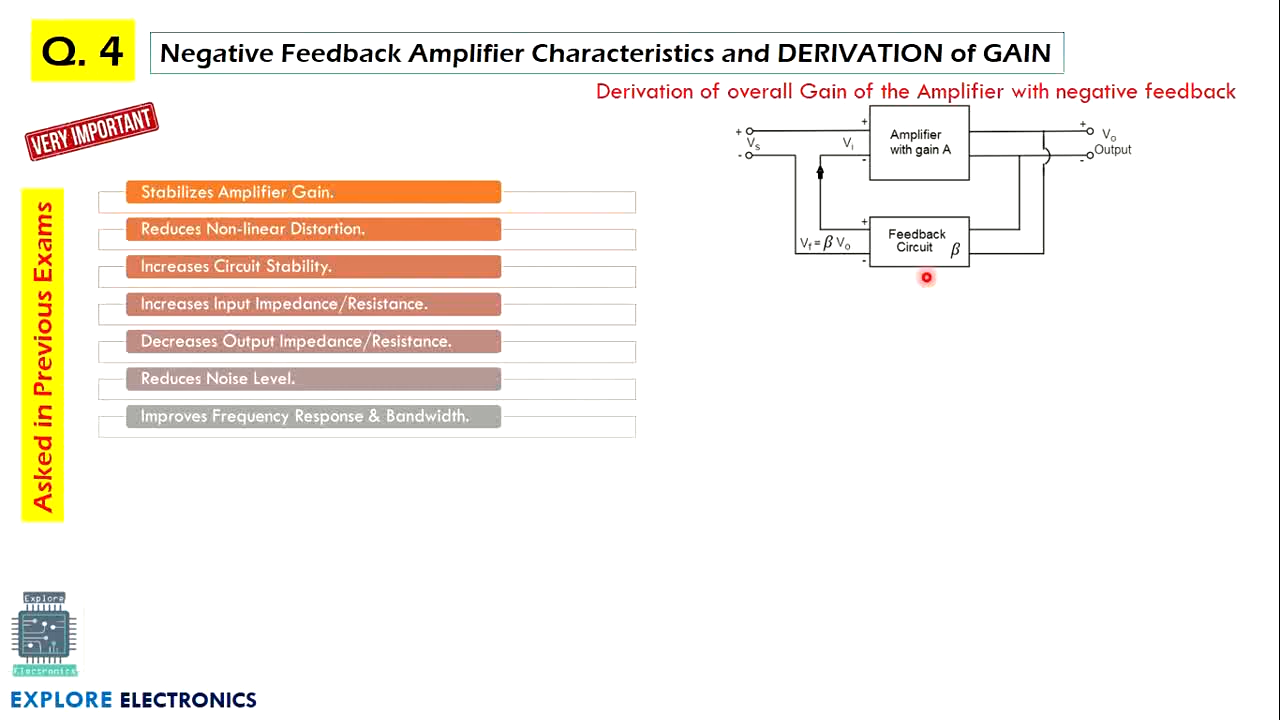 Q. 4
Negative Feedback Amplifier Characteristics and DERIVATION of GAIN
Derivation of overall Gain of the Amplifier with negative feedback
VERY IMPORTANT
Asked in Previous Exams
Stabilizes Amplifier Gain.
Reduces Non-linear Distortion.
Increases Circuit Stability.
Increases Input Impedance/Resistance.
Decreases Output Impedance/Resistance.
Reduces Noise Level.
Improves Frequency Response & Bandwidth.
+
Vs
-
+
Vi
-
Amplifier
with gain A
+
Vo
Output
-
+
Vf = β Vo
-
Feedback
Circuit β
Explore
Electronics
EXPLORE ELECTRONICS